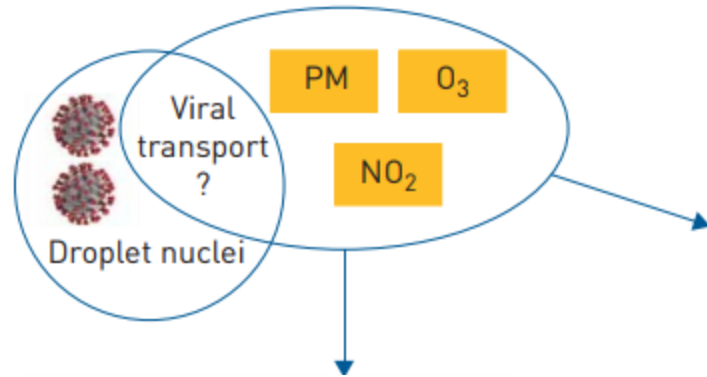 PM
O₃
Viral
transport
?
NO₂
Droplet nuclei